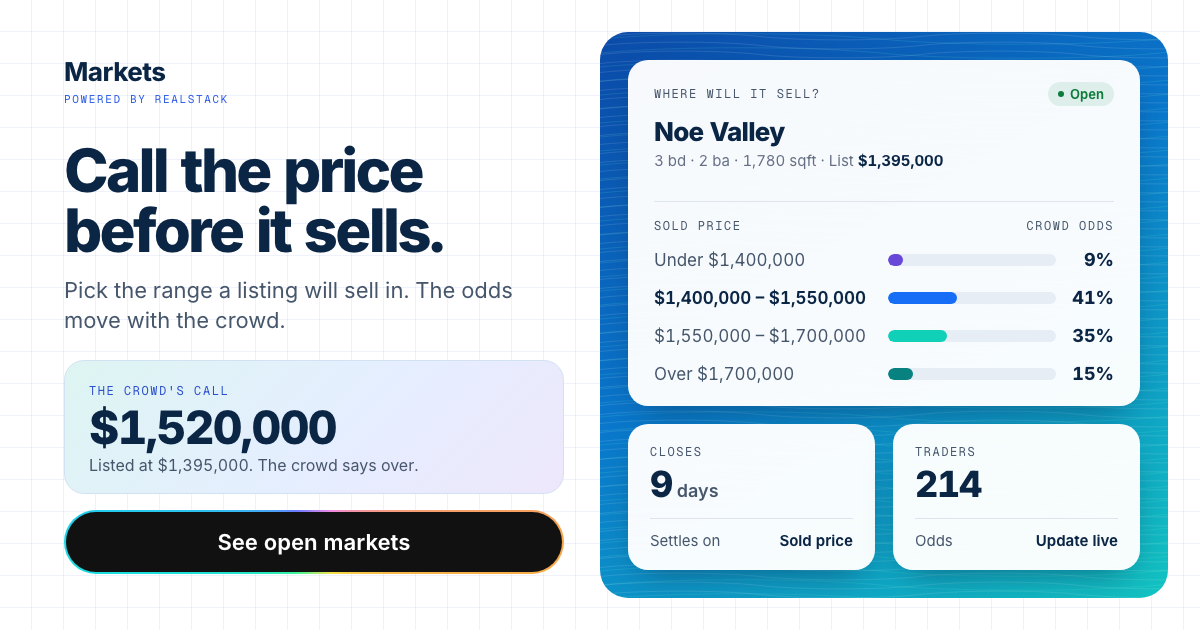 Markets
POWERED BY REALSTACK
Call the price
before it sells.
Pick the range a listing will sell in. The odds
move with the crowd.
THE CROWD'S CALL
$1,520,000
Listed at $1,395,000. The crowd says over.
See open markets
WHERE WILL IT SELL?
Open
Noe Valley
3 bd · 2 ba · 1,780 sqft · List $1,395,000
SOLD PRICE CROWD ODDS
Under $1,400,000 9%
$1,400,000 – $1,550,000 41%
$1,550,000 – $1,700,000 35%
Over $1,700,000 15%
CLOSES
9 days
Settles on Sold price
TRADERS
214
Odds Update live